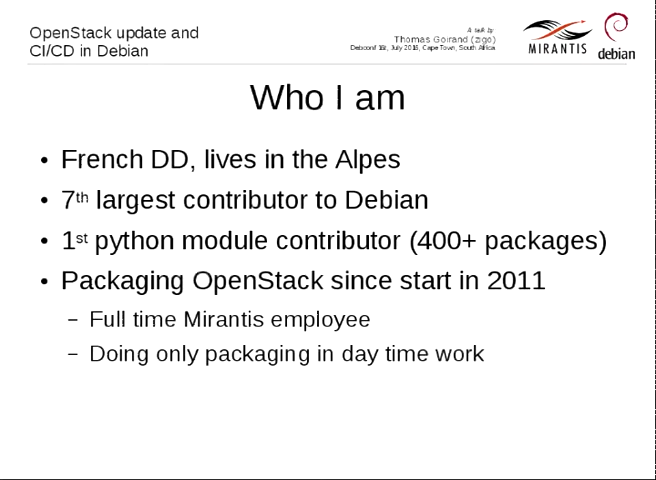 OpenStack update and
CI/CD in Debian
A talk by
Thomas Goirand (zigo)
Debconf 16, July 2016, Cape Town, South Africa
MIRANTIS
debian
Who I am
• French DD, lives in the Alpes
• 7th largest contributor to Debian
• 1st python module contributor (400+ packages)
• Packaging OpenStack since start in 2011
– Full time Mirantis employee
– Doing only packaging in day time work